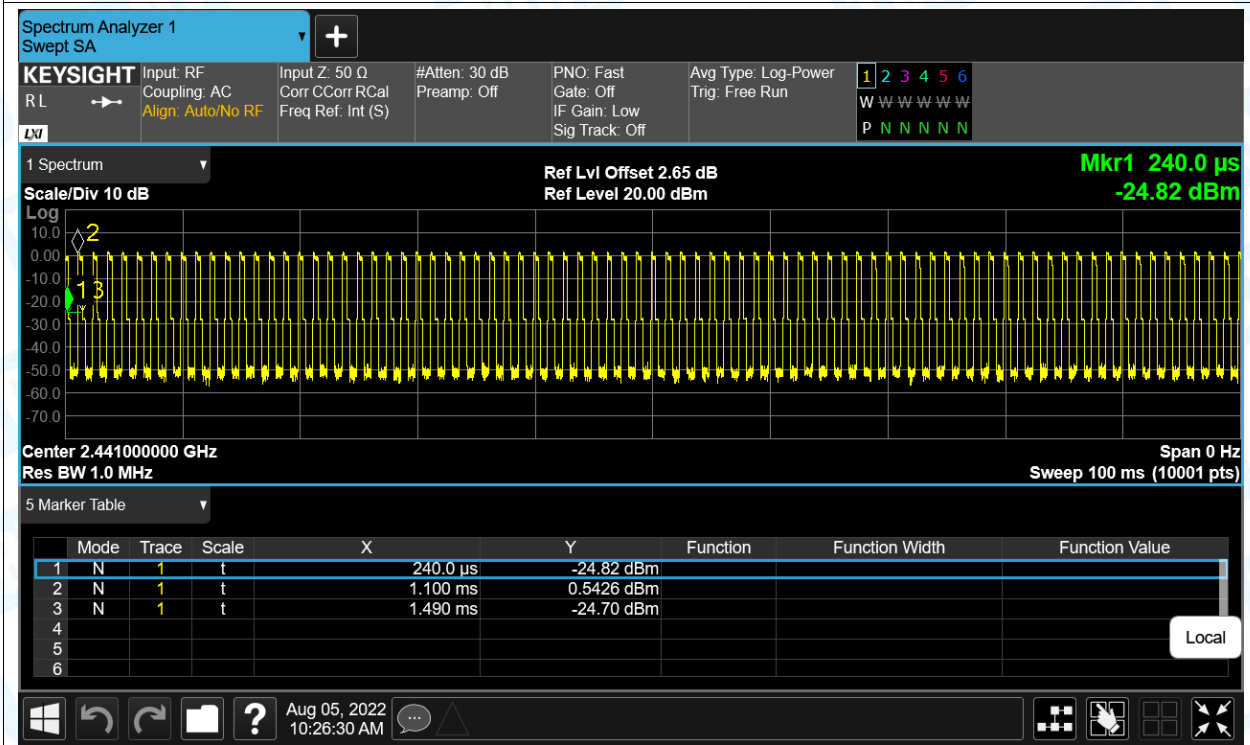 Spectrum Analyzer 1
Swept SA
+
KEYSIGHT
RL
LXI
Input: RF
Coupling: AC
Align: Auto/No RF
Input Z: 50 Ω
Corr CCorr RCal
Freq Ref: Int (S)
#Atten: 30 dB
Preamp: Off
PNO: Fast
Gate: Off
IF Gain: Low
Sig Track: Off
Avg Type: Log-Power
Trig: Free Run
1 2 3 4 5 6
W W W W W W
P N N N N N
1 Spectrum
Scale/Div 10 dB
Ref Lvl Offset 2.65 dB
Ref Level 20.00 dBm
Mkr1 240.0 µs
-24.82 dBm
Log
10.0
0.00
-10.0
-20.0
-30.0
-40.0
-50.0
-60.0
-70.0
2
1 3
Center 2.441000000 GHz
Res BW 1.0 MHz
Span 0 Hz
Sweep 100 ms (10001 pts)
5 Marker Table
Mode Trace Scale X Y Function Function Width Function Value
1 N 1 t 240.0 µs -24.82 dBm
2 N 1 t 1.100 ms 0.5426 dBm
3 N 1 t 1.490 ms -24.70 dBm
4
5
6
Local
?
Aug 05, 2022
10:26:30 AM